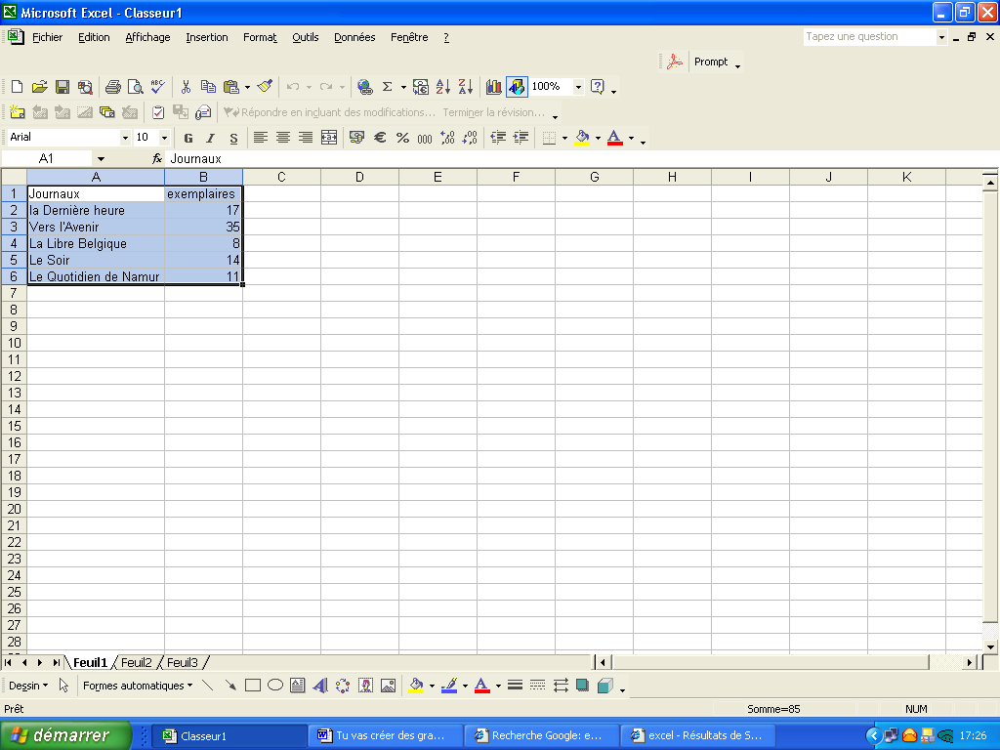 Microsoft Excel - Classeur1
Fichier Edition Affichage Insertion Format Outils Données Fenêtre ? Tapez une question
Prompt
ABC Σ A Z Z A 100% ?
Répondre en incluant des modifications... Terminer la révision...
Arial 10 G I S € % 000 A
A1 fx Journaux
A B C D E F G H I J K
1 Journaux exemplaires
2 la Dernière heure 17
3 Vers l'Avenir 35
4 La Libre Belgique 8
5 Le Soir 14
6 Le Quotidien de Namur 11
7
8
9
10
11
12
13
14
15
16
17
18
19
20
21
22
23
24
25
26
27
28
Feuil1 Feuil2 Feuil3
Dessin Formes automatiques A A
Prêt Somme=85 NUM
démarrer Classeur1 Tu vas créer des gra... Recherche Google: e... excel - Résultats de S... 17:26